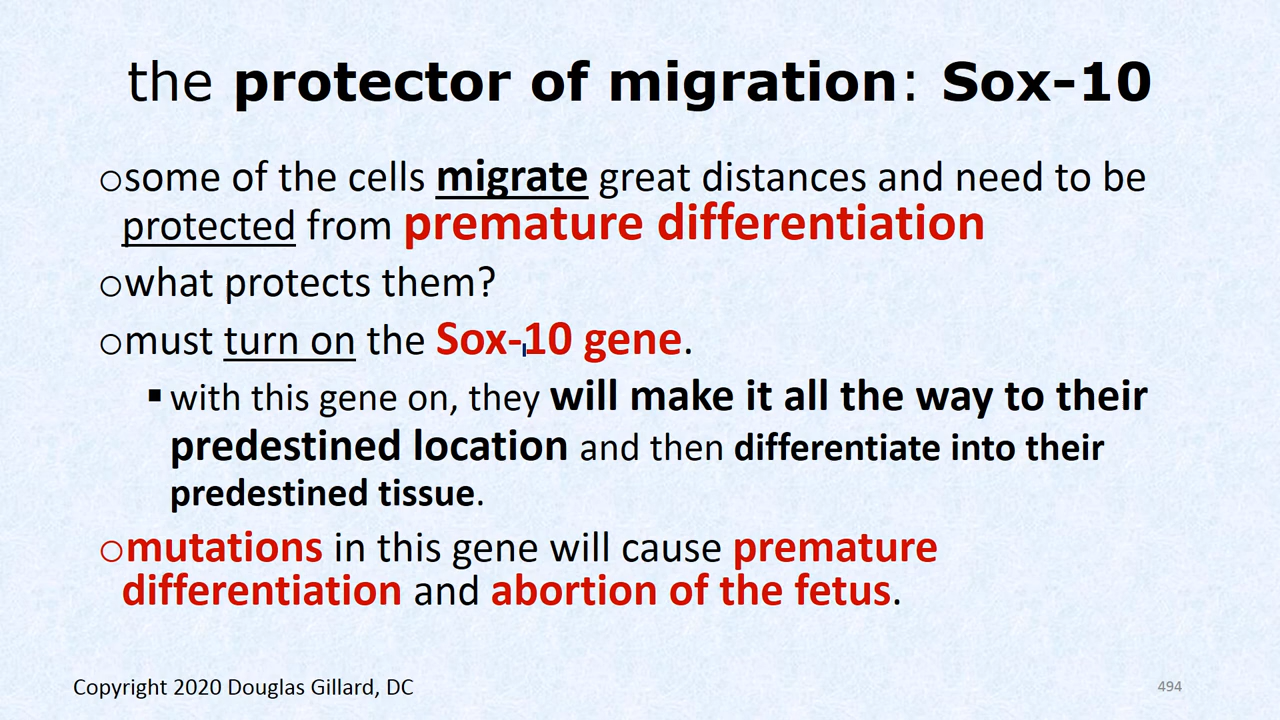 the protector of migration: Sox-10
○some of the cells migrate great distances and need to be
protected from premature differentiation
○what protects them?
○must turn on the Sox-10 gene.
▪with this gene on, they will make it all the way to their
predestined location and then differentiate into their
predestined tissue.
○mutations in this gene will cause premature
differentiation and abortion of the fetus.
Copyright 2020 Douglas Gillard, DC
494